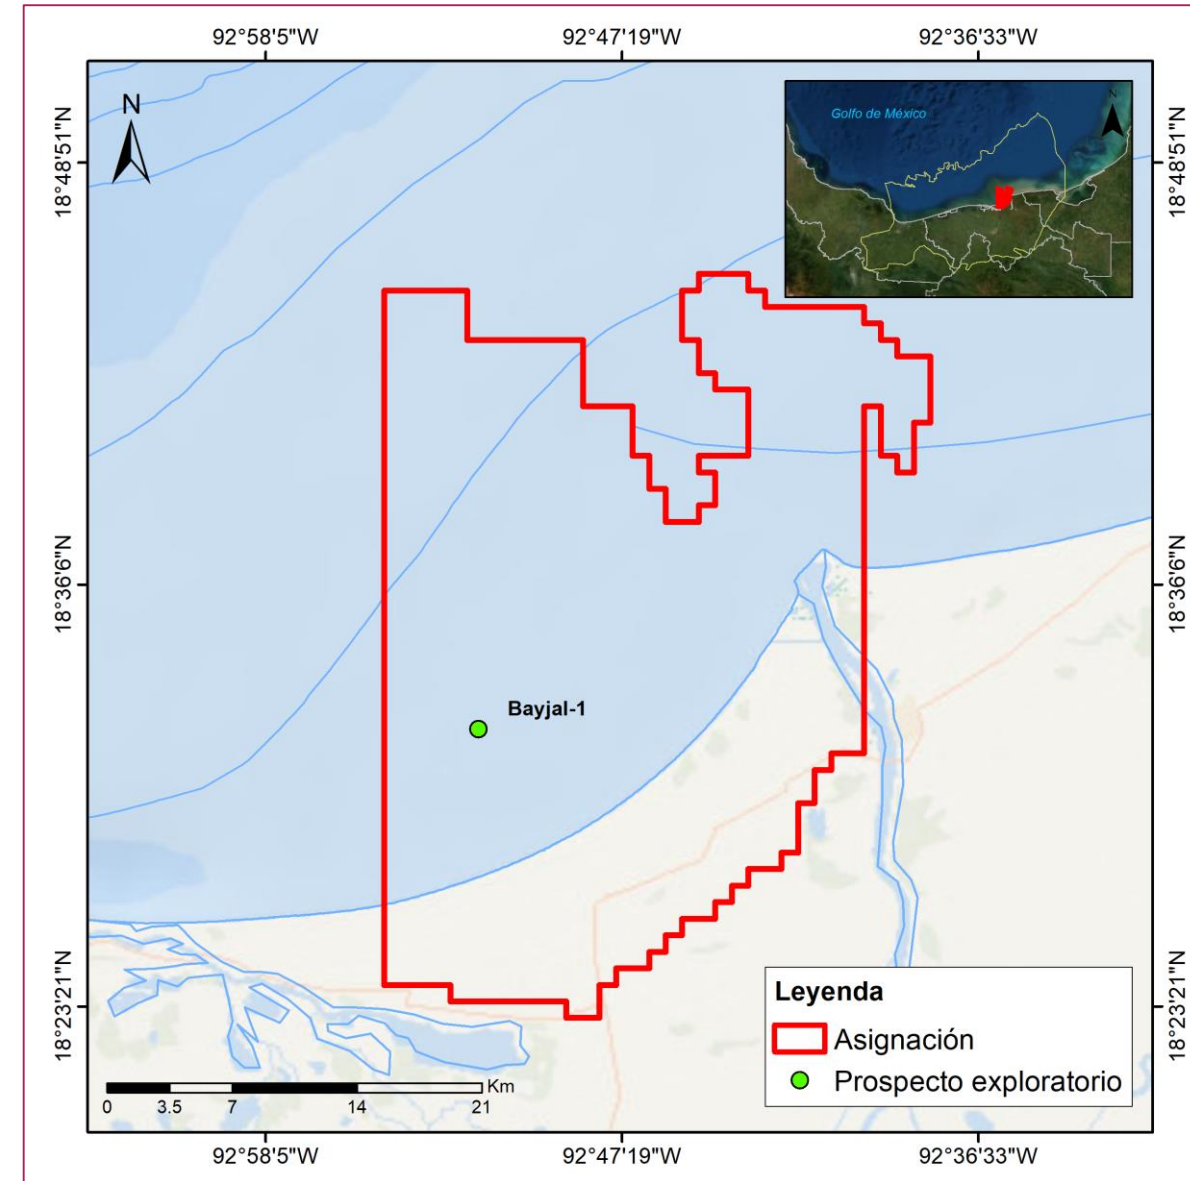 92°58'5"W 92°47'19"W 92°36'33"W
N
N
Golfo de México
18°48'51"N 18°48'51"N
18°36'6"N 18°36'6"N
Bayjal-1
18°23'21"N 18°23'21"N
Leyenda
Asignación
Prospecto exploratorio
Km
0 3.5 7 14 21
92°58'5"W 92°47'19"W 92°36'33"W